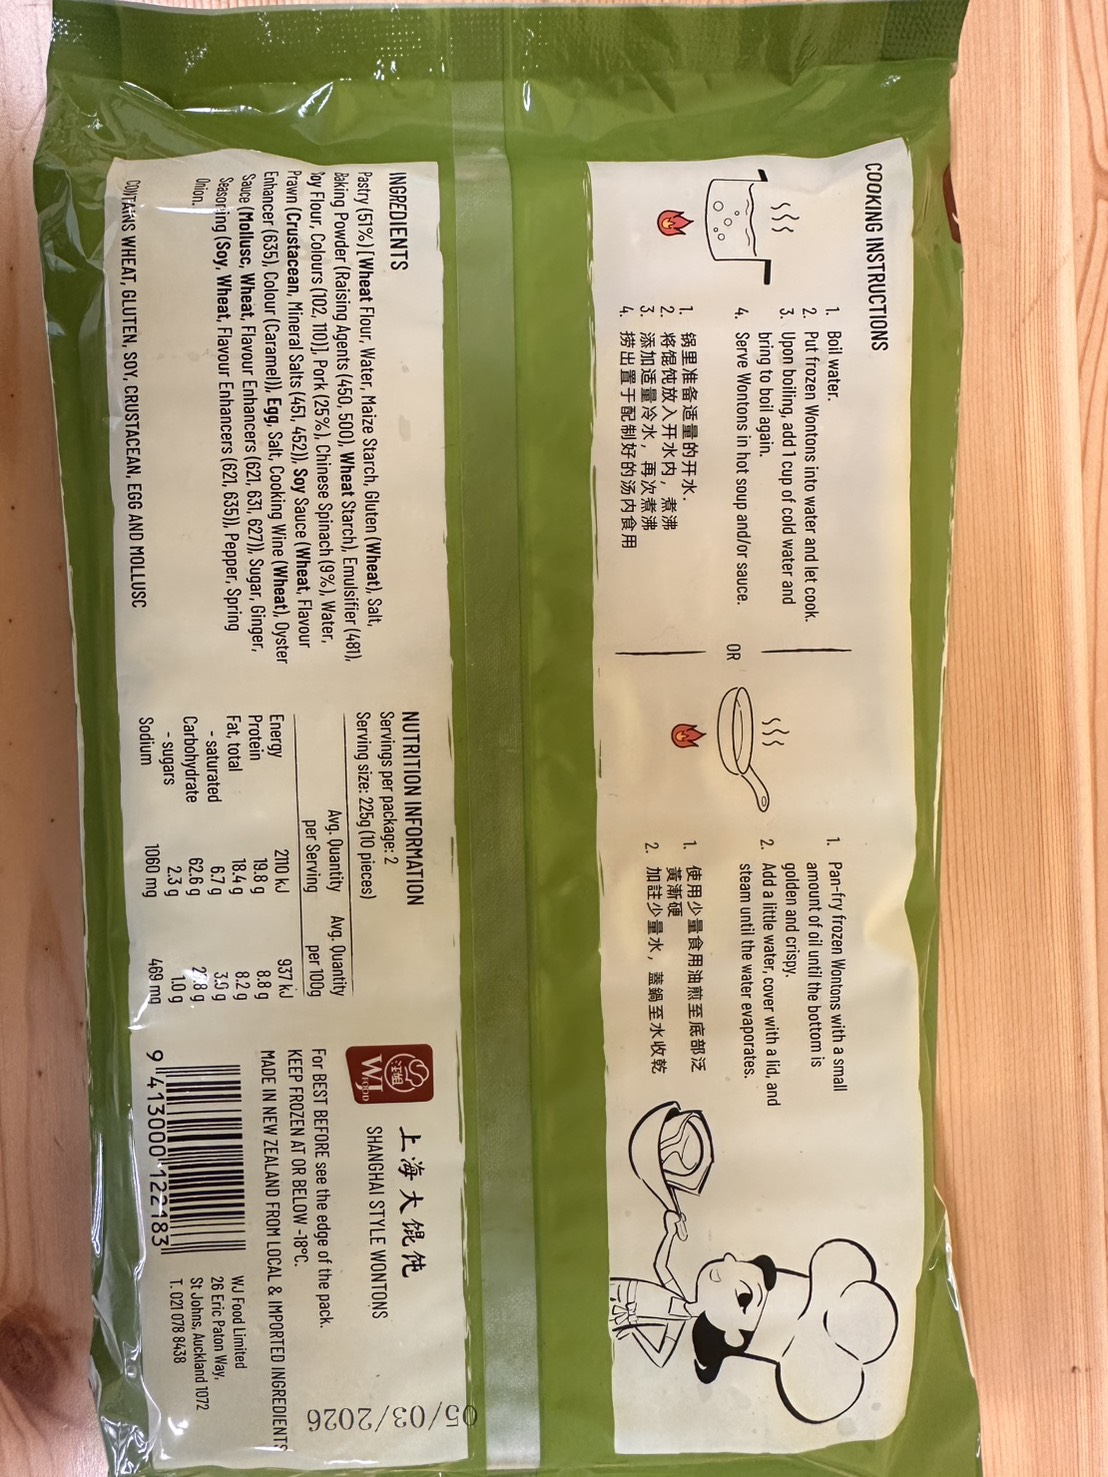 COOKING INSTRUCTIONS
1. Boil water.
2. Put frozen Wontons into water and let cook.
3. Upon boiling, add 1 cup of cold water and
bring to boil again.
4. Serve Wontons in hot soup and/or sauce.
1. 锅里准备适量的开水.
2. 将馄饨放入开水内，煮沸
3. 添加适量冷水，再次煮沸
4. 捞出置于配制好的汤内食用
OR
1. Pan-fry frozen Wontons with a small
amount of oil until the bottom is
golden and crispy.
2. Add a little water, cover with a lid, and
steam until the water evaporates.
1. 使用少量食用油煎至底部泛
黃漸硬
2. 加註少量水，蓋鍋至水收乾
INGREDIENTS
Pastry (51%) [Wheat Flour, Water, Maize Starch, Gluten (Wheat), Salt,
Baking Powder (Raising Agents (450, 500), Wheat Starch), Emulsifier (481),
Soy Flour, Colours (102, 110)], Pork (25%), Chinese Spinach (9%), Water,
Prawn (Crustacean, Mineral Salts (451, 452)), Soy Sauce (Wheat, Flavour
Enhancer (635), Colour (Caramel)), Egg, Salt, Cooking Wine (Wheat), Oyster
Sauce (Mollusc, Wheat, Flavour Enhancers (621, 631, 627)), Sugar, Ginger,
Seasoning (Soy, Wheat, Flavour Enhancers (621, 635)), Pepper, Spring
Onion.
CONTAINS WHEAT, GLUTEN, SOY, CRUSTACEAN, EGG AND MOLLUSC
NUTRITION INFORMATION
Servings per package: 2
Serving size: 225g (10 pieces)
Avg. Quantity per Serving Avg. Quantity per 100g
Energy 2110 kJ 937 kJ
Protein 19.8 g 8.8 g
Fat, total 18.4 g 8.2 g
- saturated 6.7 g 3.0 g
Carbohydrate 62.6 g
- sugars 2.3 g 1.0 g
Sodium 1060 mg 469 mg
WJ
FOOD
上海大馄饨
SHANGHAI STYLE WONTONS
For BEST BEFORE see the edge of the pack.
KEEP FROZEN AT OR BELOW -18°C.
MADE IN NEW ZEALAND FROM LOCAL & IMPORTED INGREDIENTS
9 413000 122183
WJ Food Limited
26 Eric Paton Way,
St Johns, Auckland 1072
T. 021 078 8438
05/03/2026